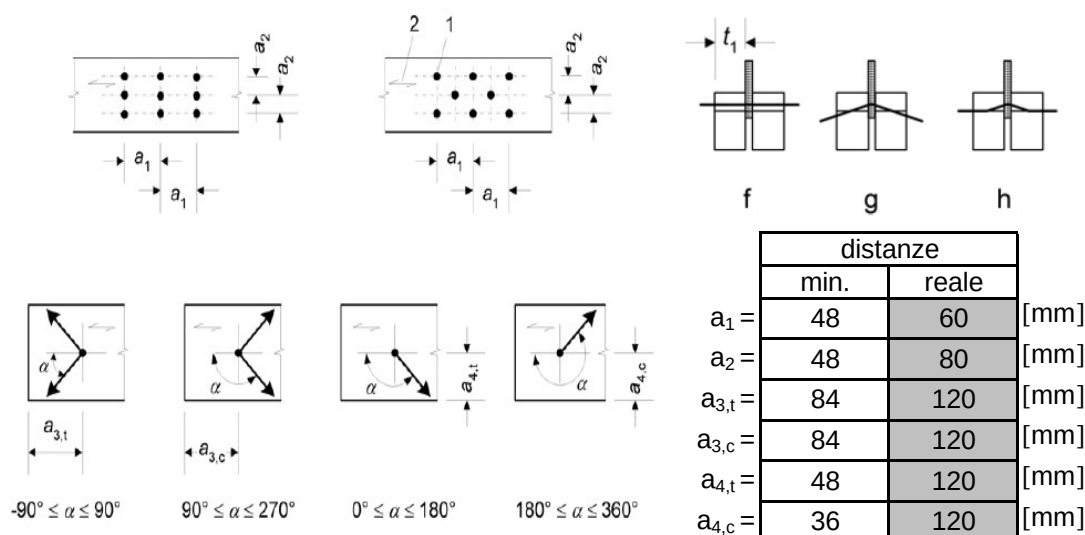 2 1
a2
a2
a1
a1
a2
a2
a1
a1
t1
f g h
α
a3,t
α
a3,c
α
a4,t
α
a4,c
-90° ≤ α ≤ 90° 90° ≤ α ≤ 270° 0° ≤ α ≤ 180° 180° ≤ α ≤ 360°
distanze
min. reale
a1 = 48 60 [mm]
a2 = 48 80 [mm]
a3,t = 84 120 [mm]
a3,c = 84 120 [mm]
a4,t = 48 120 [mm]
a4,c = 36 120 [mm]